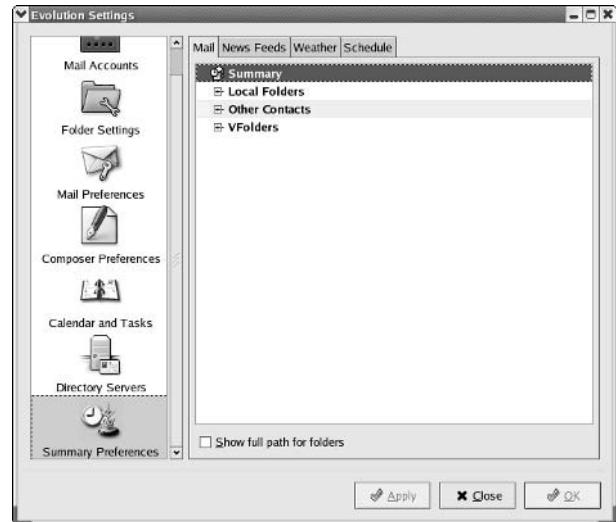 Evolution Settings
Mail Accounts
Folder Settings
Mail Preferences
Composer Preferences
Calendar and Tasks
Directory Servers
Summary Preferences
Mail News Feeds Weather Schedule
Summary
Local Folders
Other Contacts
VFolders
Show full path for folders
Apply Close OK